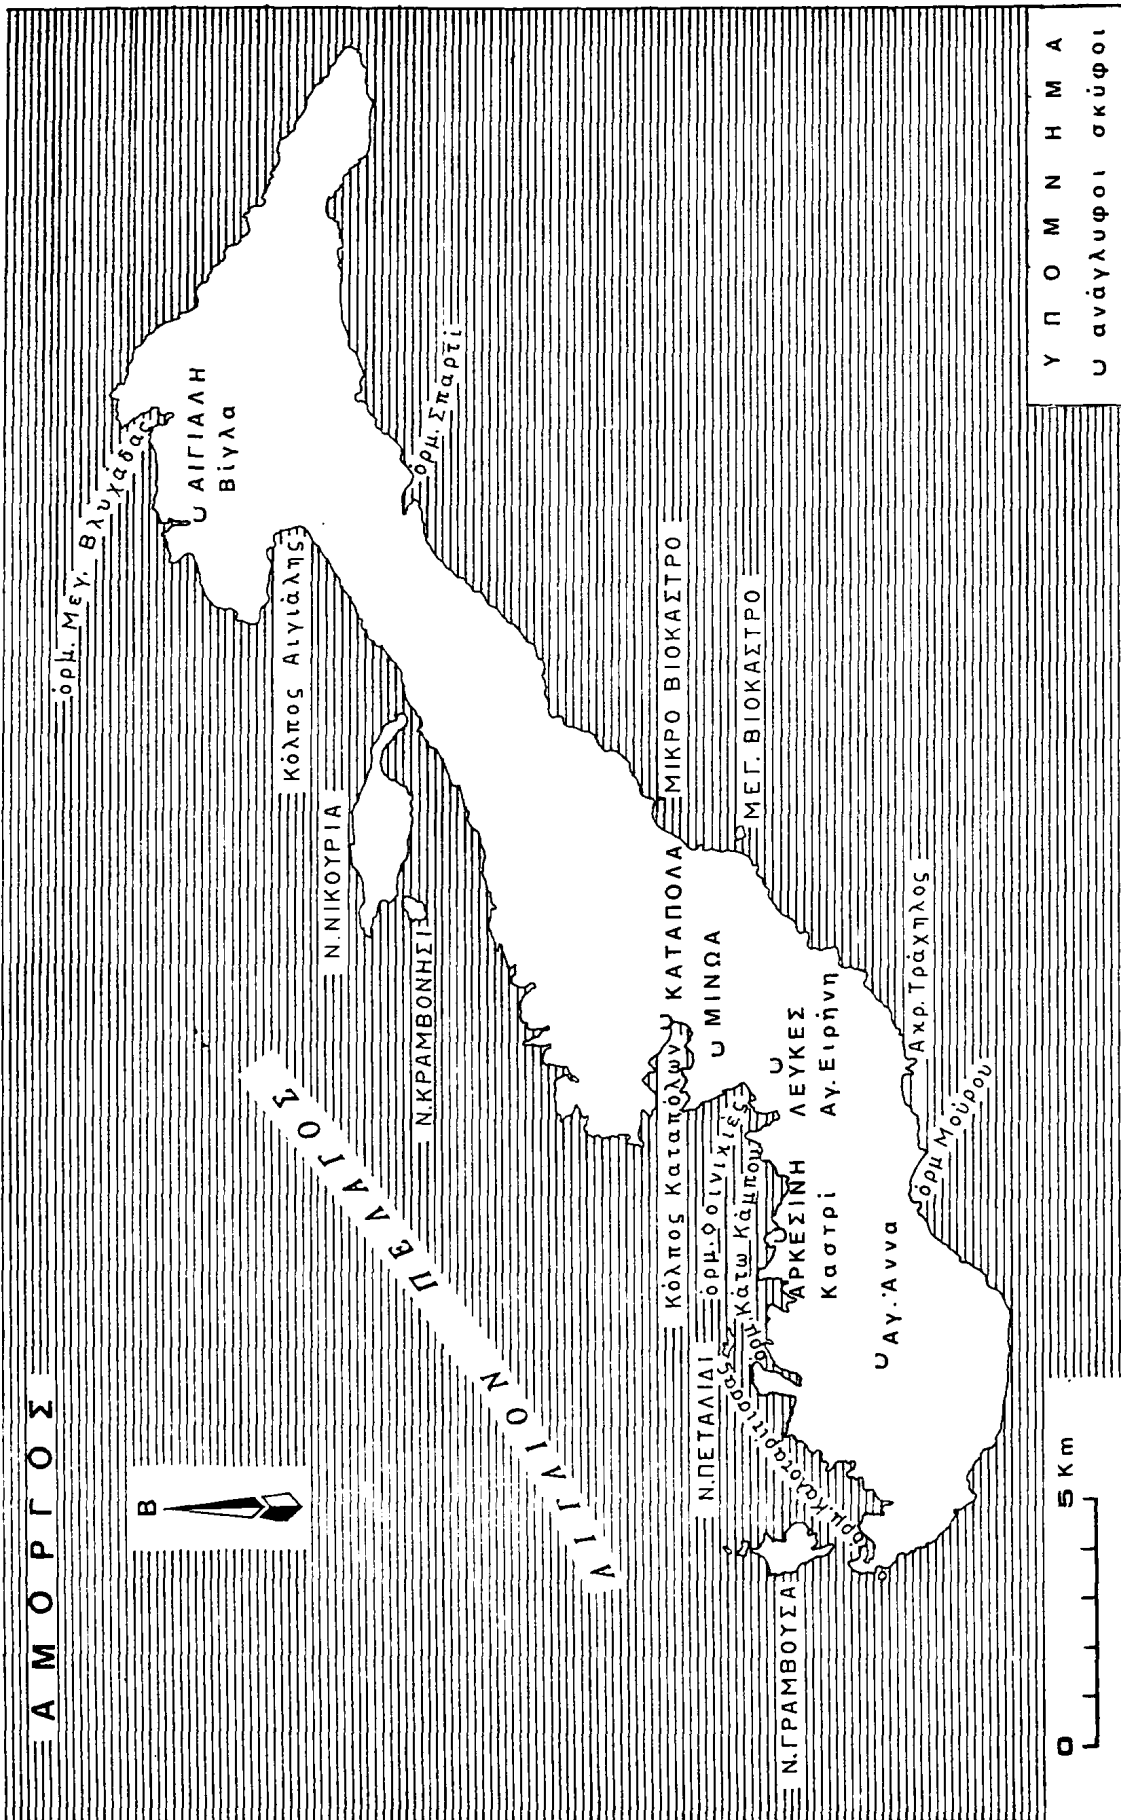 ΑΜΟΡΓΟΣ
Β
όρμ. Μεγ. Βλυχάδας
ΑΙΓΙΑΛΗ
Βίγλα
Κόλπος Αιγιάλης
Ν.ΝΙΚΟΥΡΙΑ
Ν.ΚΡΑΜΒΟΝΗΣΙ
όρμ. Σπαρτί
ΑΙΓΑΙΟΝ ΠΕΛΑΓΟΣ
ΜΙΚΡΟ ΒΙΟΚΑΣΤΡΟ
ΜΕΓ. ΒΙΟΚΑΣΤΡΟ
Κόλπος Καταπόλων
ΚΑΤΑΠΟΛΑ
ΜΙΝΩΑ
όρμ. Φοινικιές
όρμ. Κάτω Κάμπου
ΛΕΥΚΕΣ
Αγ. Ειρήνη
ΑΡΚΕΣΙΝΗ
Καστρί
Ακρ. Τράχηλος
όρμ Μούρου
Αγ. Άννα
Ν.ΠΕΤΑΛΙΔΙ
όρμ. Καλοταρίτισσας
Ν.ΓΡΑΜΒΟΥΣΑ
0 5 Km
ΥΠΟΜΝΗΜΑ
∪ ανάγλυφοι σκύφοι